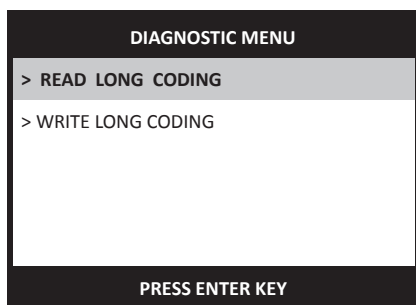 DIAGNOSTIC MENU
> READ LONG CODING
> WRITE LONG CODING
PRESS ENTER KEY